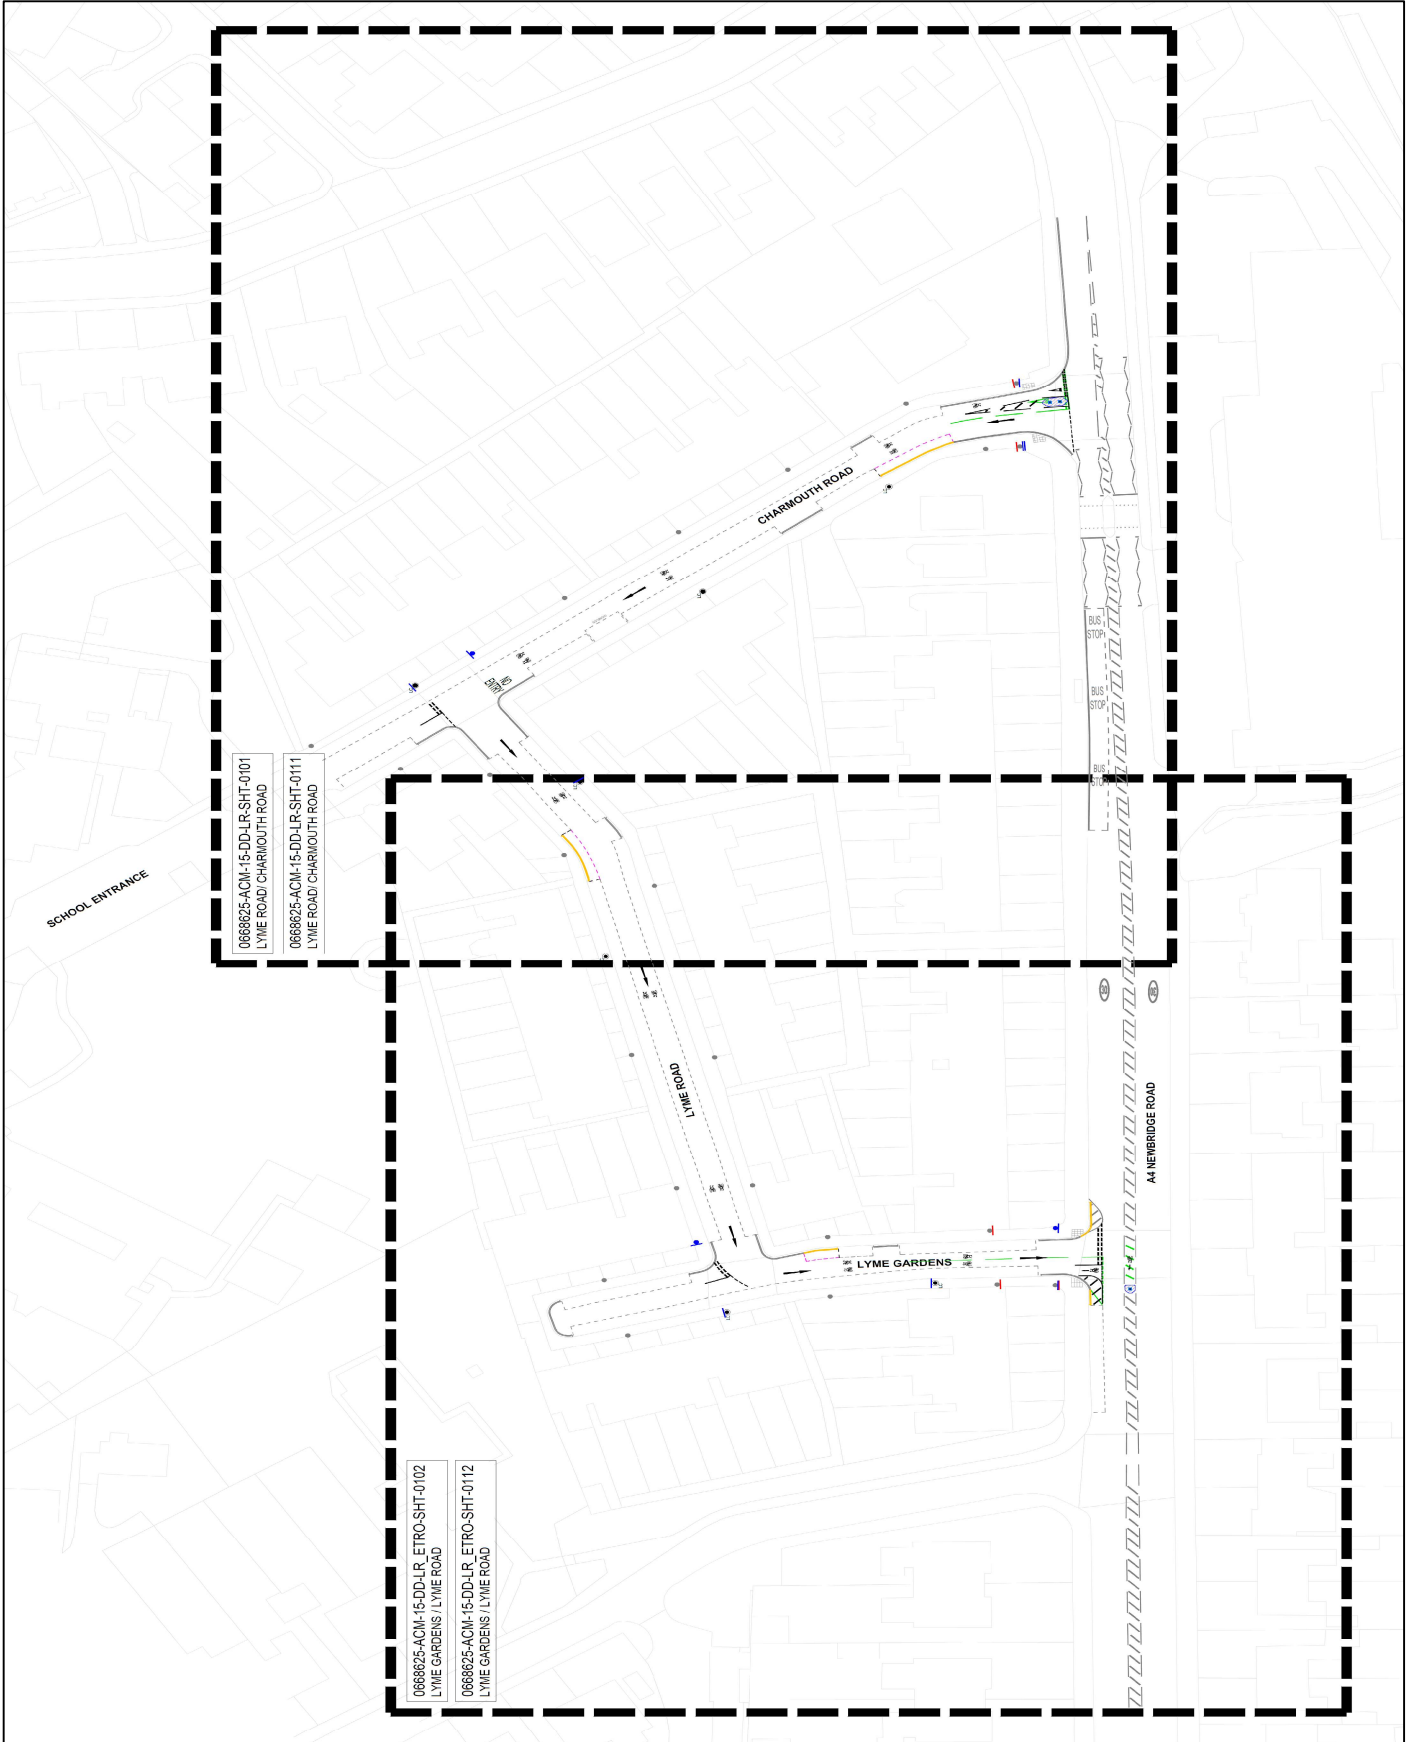 0668625-ACM-15-DD-LR-SHT-0101
LYME ROAD/ CHARMOUTH ROAD
0668625-ACM-15-DD-LR-SHT-0111
LYME ROAD/ CHARMOUTH ROAD
SCHOOL ENTRANCE
CHARMOUTH ROAD
NO
ENTRY
BUS
STOP
BUS
STOP
BUS
STOP
30
30
LYME ROAD
A4 NEWBRIDGE ROAD
LYME GARDENS
0668625-ACM-15-DD-LR_ETRO-SHT-0102
LYME GARDENS / LYME ROAD
0668625-ACM-15-DD-LR_ETRO-SHT-0112
LYME GARDENS / LYME ROAD